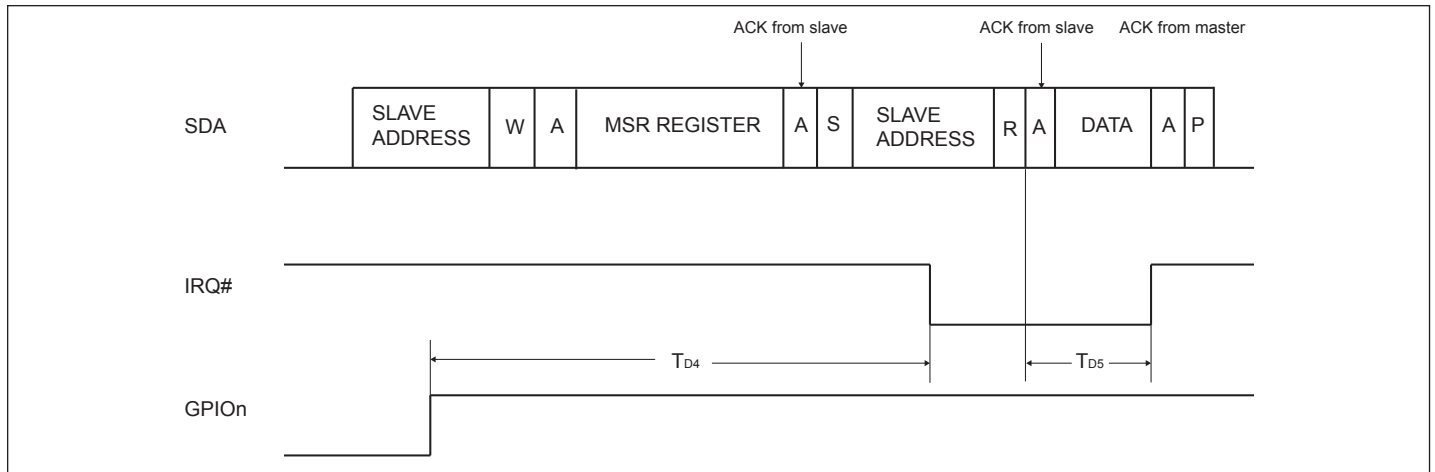 ACK from slave ACK from slave ACK from master
SDA SLAVE ADDRESS W A MSR REGISTER A S SLAVE ADDRESS R A DATA A P
IRQ#
TD4 TD5
GPIOn